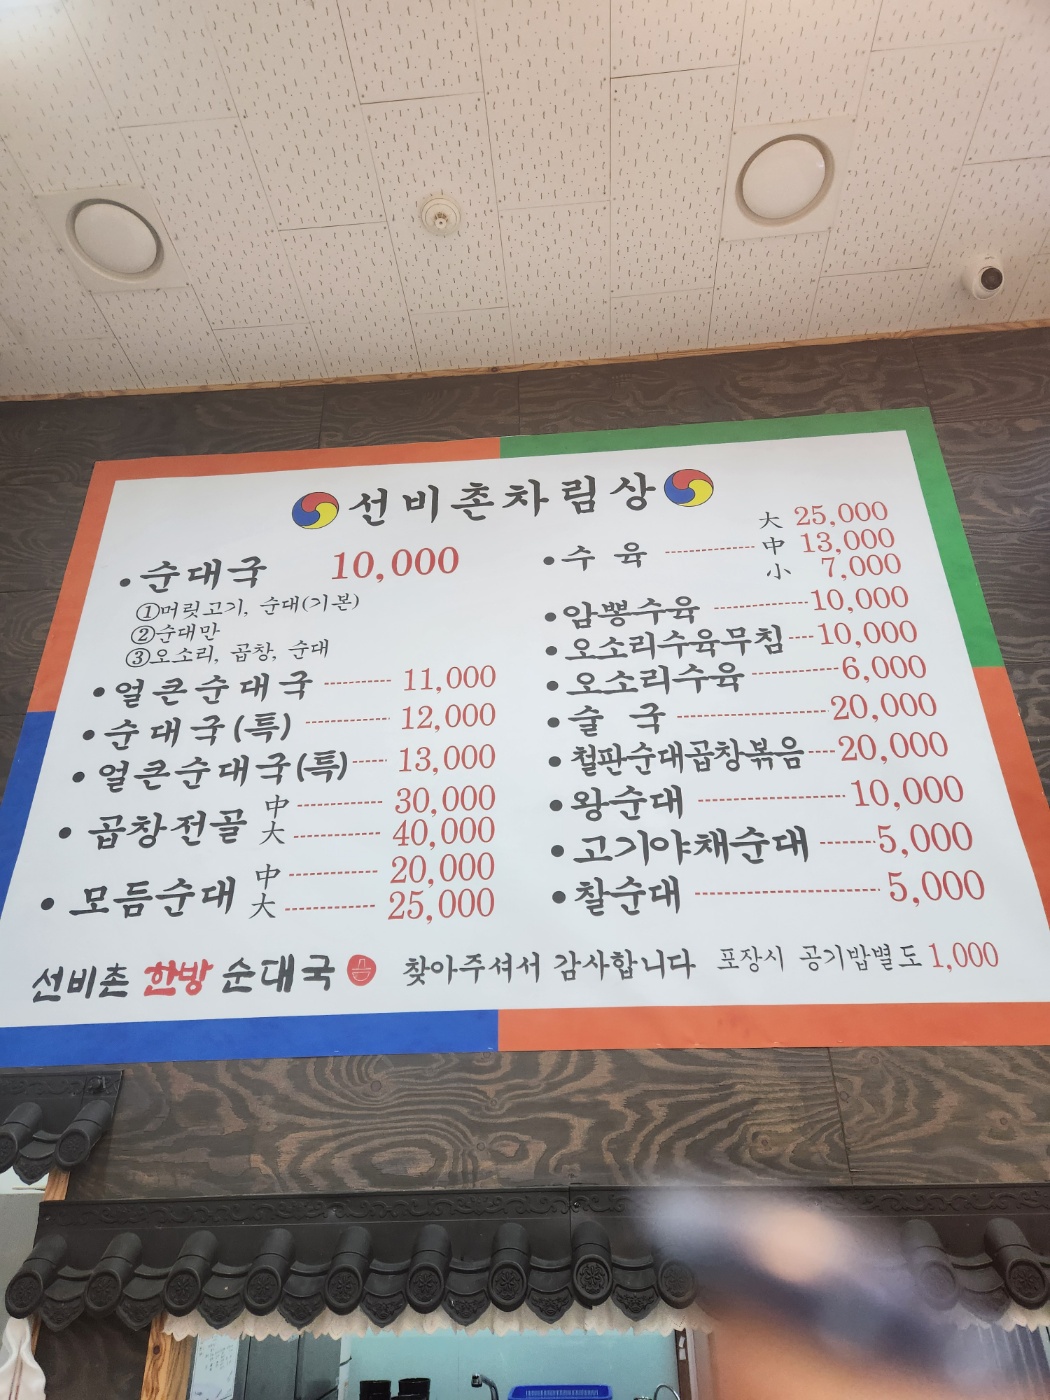 선비촌차림상
• 순대국 10,000
①머릿고기, 순대(기본)
②순대만
③오소리, 곱창, 순대
• 얼큰순대국 11,000
• 순대국(특) 12,000
• 얼큰순대국(특) 13,000
• 곱창전골 中 30,000
大 40,000
• 모듬순대 中 20,000
大 25,000
• 수육 大 25,000
中 13,000
小 7,000
• 암뽕수육 10,000
• 오소리수육무침 10,000
• 오소리수육 6,000
• 술국 20,000
• 철판순대곱창볶음 20,000
• 왕순대 10,000
• 고기야채순대 5,000
• 찰순대 5,000
선비촌 한방 순대국 찾아주셔서 감사합니다 포장시 공기밥별도 1,000